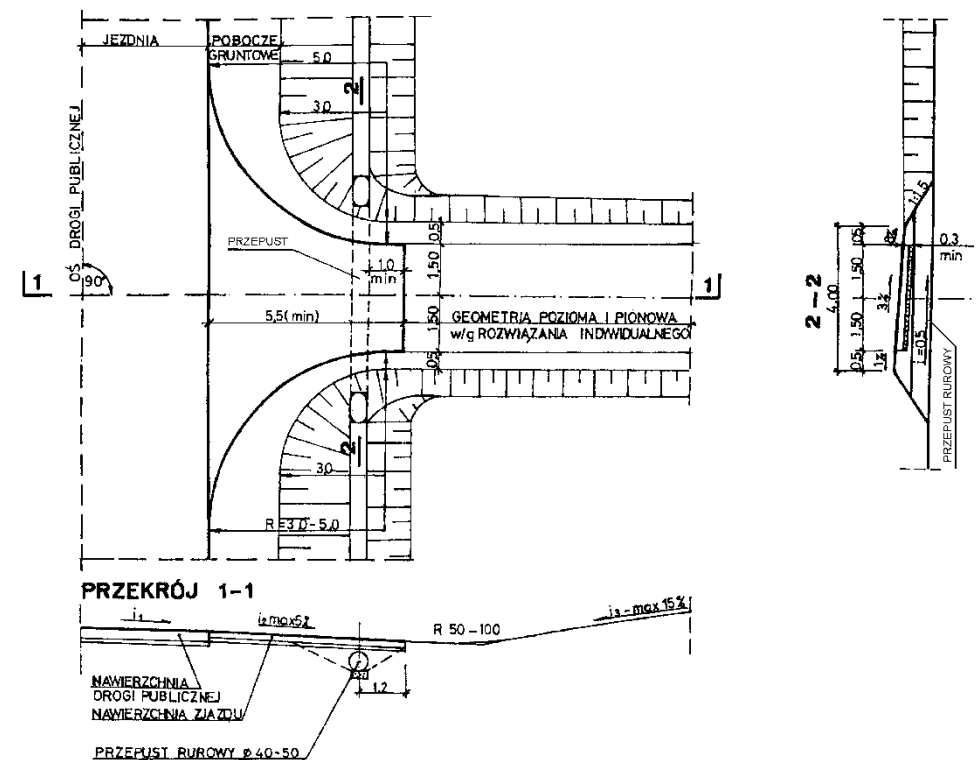 JEZDNIA
POBOCZE
GRUNTOWE
5,0
2
3,0
OŚ DROGI PUBLICZNEJ
PRZEPUST
1,0
min
0,5
1,50
90°
1
1
5,5(min)
GEOMETRIA POZIOMA I PIONOWA
w/g ROZWIĄZANIA INDYWIDUALNEGO
1,50
0,5
2
3,0
R=3,0-5,0
1:1,5
0,3
min
2-2
4,00
0,5
1,50
1,50
0,5
i=0,5
PRZEPUST RUROWY
PRZEKRÓJ 1-1
i1
i2 max5%
R 50-100
i3-max 15%
1,2
NAWIERZCHNIA
DROGI PUBLICZNEJ
NAWIERZCHNIA ZJAZDU
PRZEPUST RUROWY ø 40-50